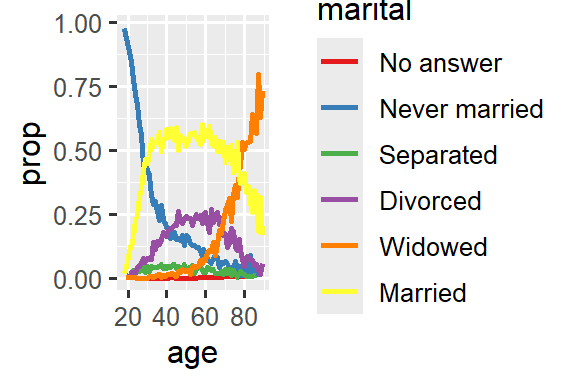 marital
No answer
Never married
Separated
Divorced
Widowed
Married
prop
1.00
0.75
0.50
0.25
0.00
20 40 60 80
age